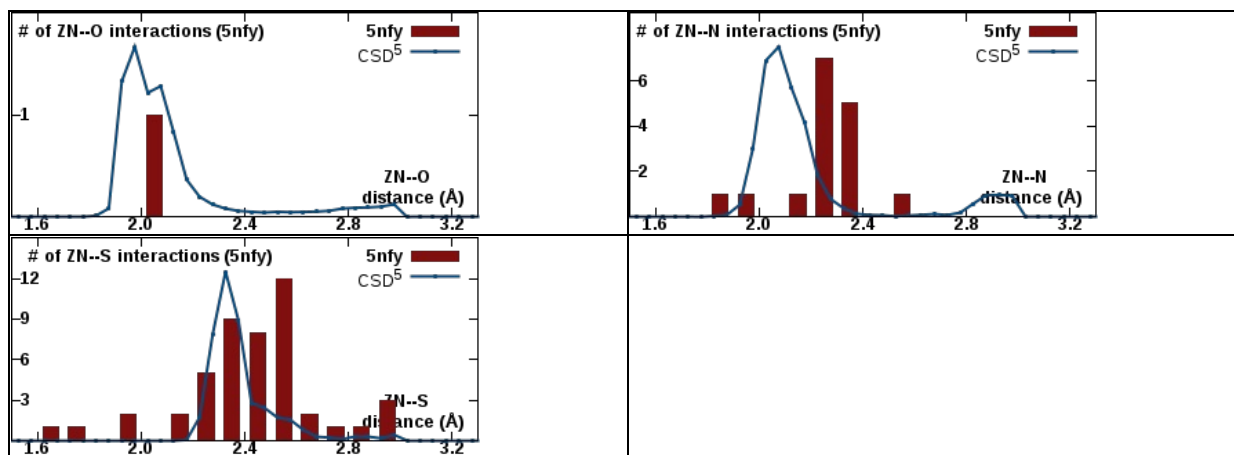 # of ZN--O interactions (5nfy)
5nfy
CSD5
1
ZN--O
distance (Å)
1.6 2.0 2.4 2.8 3.2
# of ZN--N interactions (5nfy)
5nfy
CSD5
6
4
2
ZN--N
distance (Å)
1.6 2.0 2.4 2.8 3.2
# of ZN--S interactions (5nfy)
5nfy
CSD5
12
9
6
3
ZN--S
distance (Å)
1.6 2.0 2.4 2.8 3.2